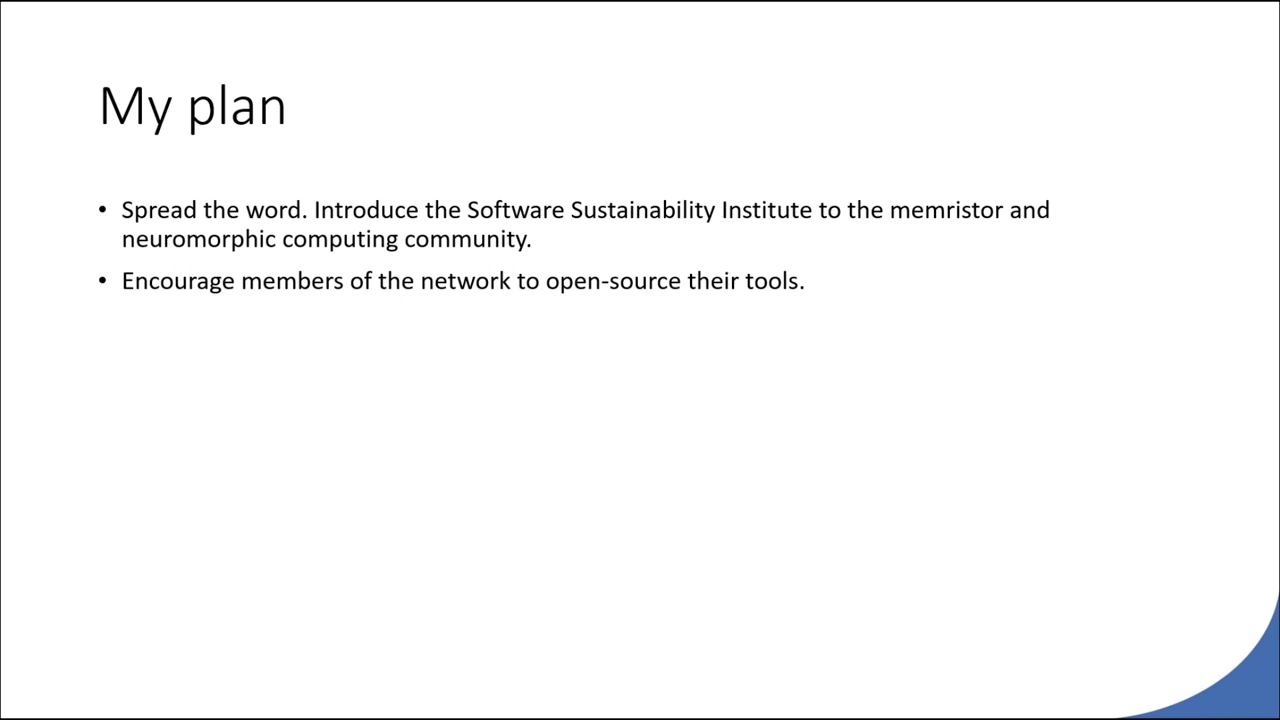 My plan
• Spread the word. Introduce the Software Sustainability Institute to the memristor and
neuromorphic computing community.
• Encourage members of the network to open-source their tools.